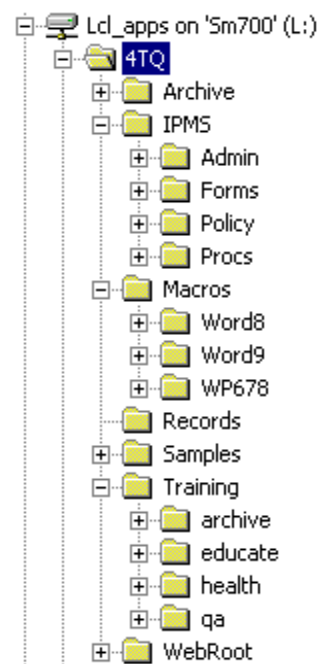 Lcl_apps on 'Sm700' (L:)
4TQ
Archive
IPMS
Admin
Forms
Policy
Procs
Macros
Word8
Word9
WP678
Records
Samples
Training
archive
educate
health
qa
WebRoot